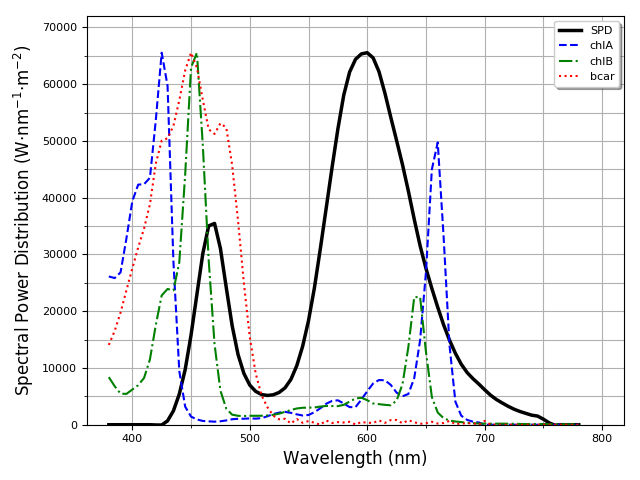 SPD
chlA
chlB
bcar
70000
60000
50000
40000
30000
20000
10000
0
400 500 600 700 800
Wavelength (nm)
Spectral Power Distribution (W·nm⁻¹·m⁻²)